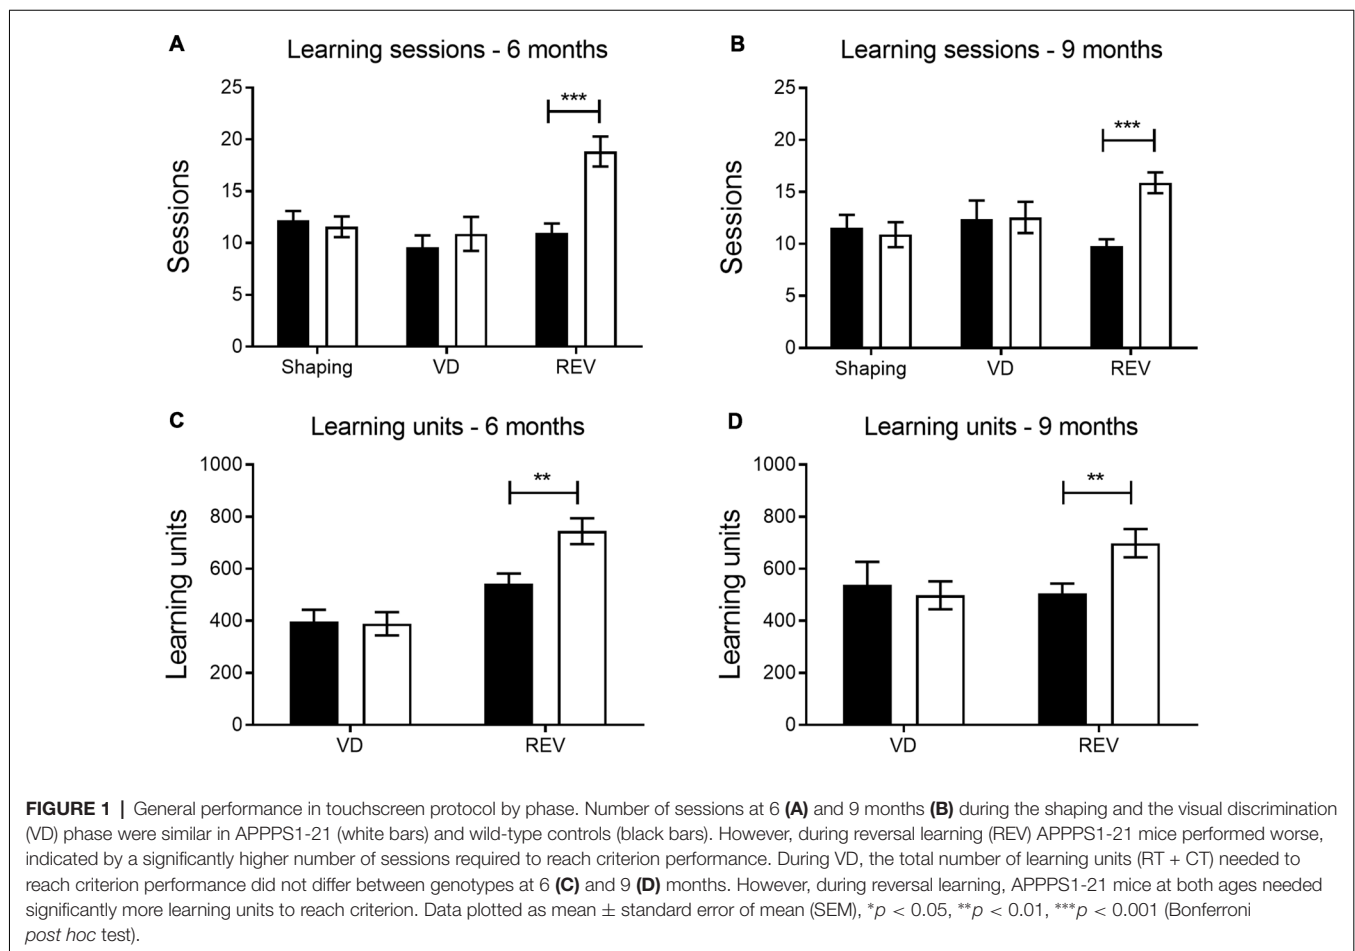 A
Learning sessions - 6 months
Sessions
25
20
15
10
5
0
***
Shaping VD REV
B
Learning sessions - 9 months
Sessions
25
20
15
10
5
0
***
Shaping VD REV
C
Learning units - 6 months
Learning units
1000
800
600
400
200
0
**
VD REV
D
Learning units - 9 months
Learning units
1000
800
600
400
200
0
**
VD REV
FIGURE 1 | General performance in touchscreen protocol by phase. Number of sessions at 6 (A) and 9 months (B) during the shaping and the visual discrimination
(VD) phase were similar in APPPS1-21 (white bars) and wild-type controls (black bars). However, during reversal learning (REV) APPPS1-21 mice performed worse,
indicated by a significantly higher number of sessions required to reach criterion performance. During VD, the total number of learning units (RT + CT) needed to
reach criterion performance did not differ between genotypes at 6 (C) and 9 (D) months. However, during reversal learning, APPPS1-21 mice at both ages needed
significantly more learning units to reach criterion. Data plotted as mean ± standard error of mean (SEM), *p < 0.05, **p < 0.01, ***p < 0.001 (Bonferroni
post hoc test).